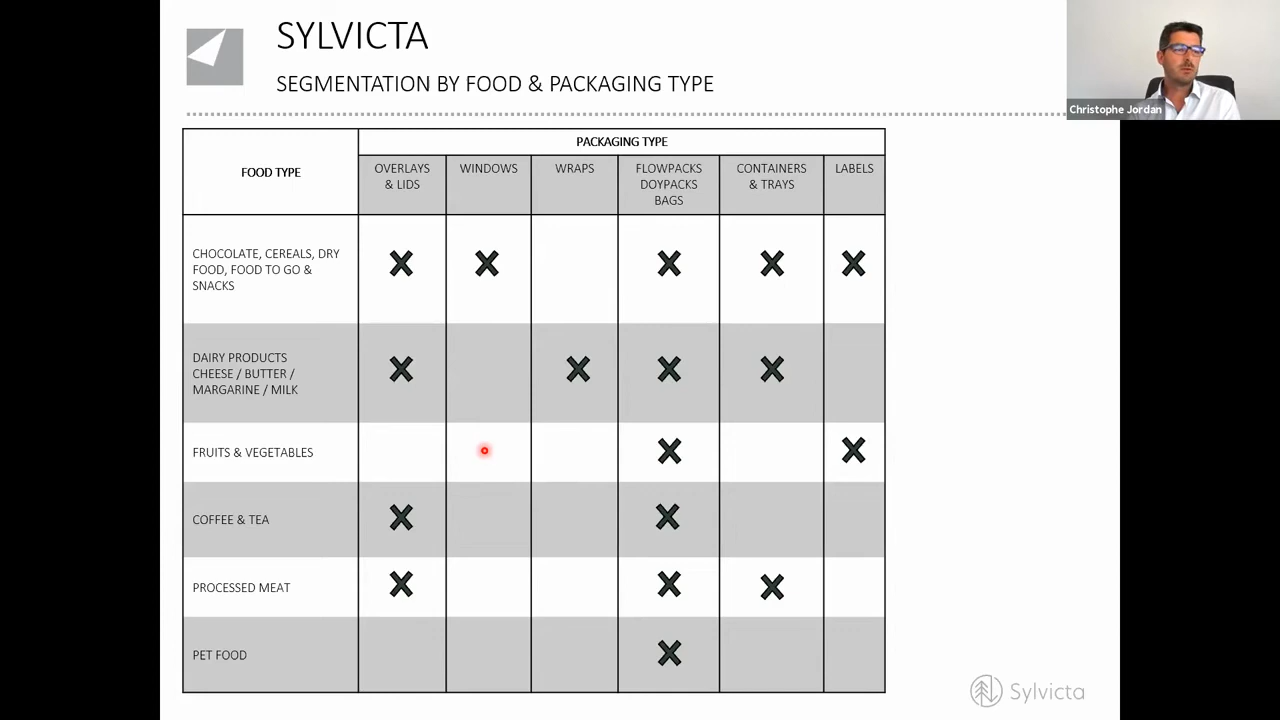 SYLVICTA
SEGMENTATION BY FOOD & PACKAGING TYPE
Christophe Jordan
FOOD TYPE
PACKAGING TYPE
OVERLAYS
& LIDS
WINDOWS
WRAPS
FLOWPACKS
DOYPACKS
BAGS
CONTAINERS
& TRAYS
LABELS
CHOCOLATE, CEREALS, DRY
FOOD, FOOD TO GO &
SNACKS
DAIRY PRODUCTS
CHEESE / BUTTER /
MARGARINE / MILK
FRUITS & VEGETABLES
COFFEE & TEA
PROCESSED MEAT
PET FOOD
Sylvicta